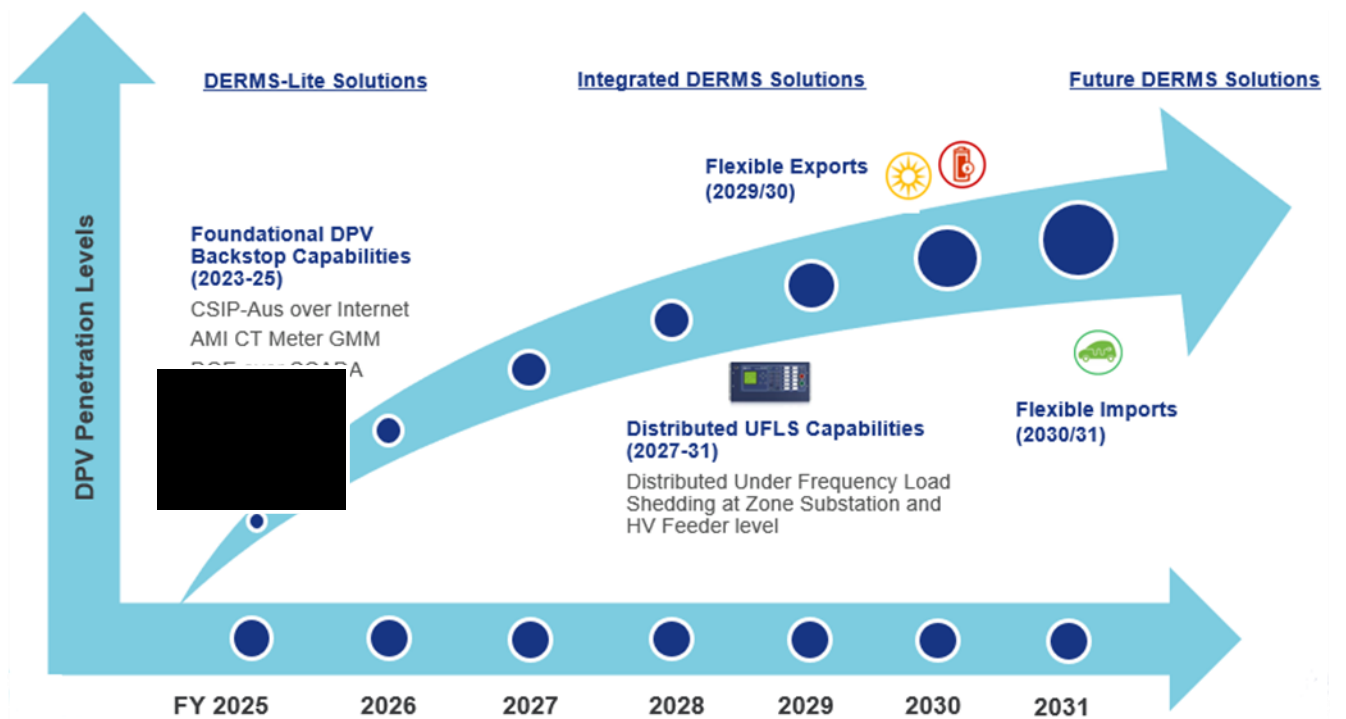 DERMS-Lite Solutions
Integrated DERMS Solutions
Future DERMS Solutions
Flexible Exports
(2029/30)
DPV Penetration Levels
Foundational DPV
Backstop Capabilities
(2023-25)
CSIP-Aus over Internet
AMI CT Meter GMM
Distributed UFLS Capabilities
(2027-31)
Distributed Under Frequency Load
Shedding at Zone Substation and
HV Feeder level
Flexible Imports
(2030/31)
FY 2025
2026
2027
2028
2029
2030
2031